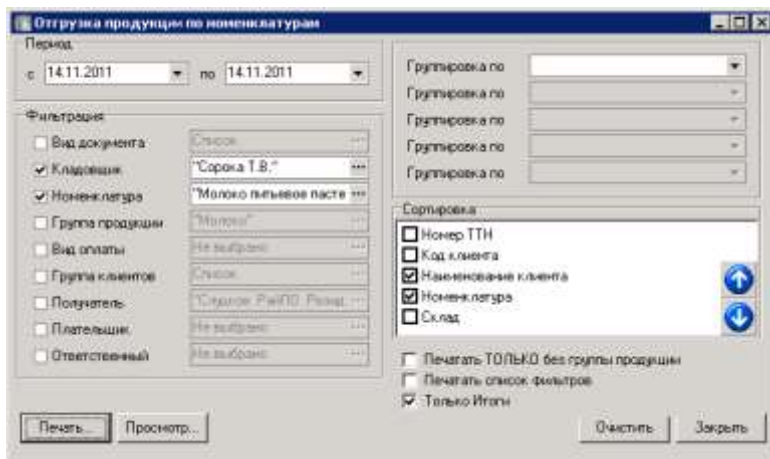 Отгрузка продукции по номенклатурам
Период
с 14.11.2011 по 14.11.2011
Фильтрация
Вид документа Список
Кладовщик "Сорока Т.В."
Номенклатура "Молоко питьевое пасте
Группа продукции "Молоко"
Вид оплаты Не выбрано
Группа клиентов Список
Получатель
Плательщик Не выбрано
Ответственный Не выбрано
Группировка по
Группировка по
Группировка по
Группировка по
Группировка по
Сортировка
Номер ТТН
Код клиента
Наименование клиента
Номенклатура
Склад
Печатать ТОЛЬКО без группы продукции
Печатать список фильтров
Только Итоги
Печать... Просмотр... Очистить Закрыть